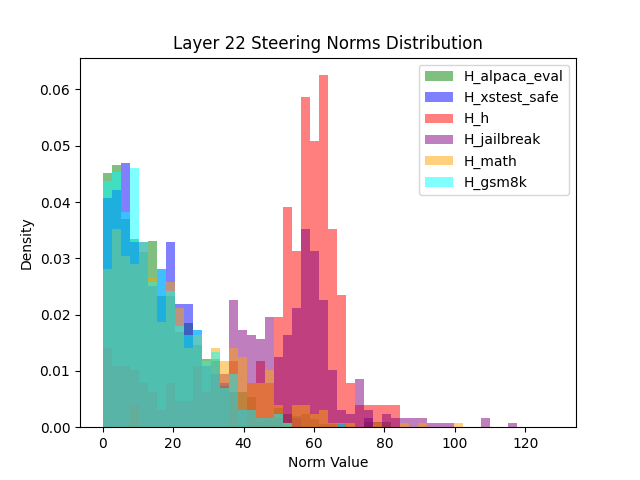 Layer 22 Steering Norms Distribution
H_alpaca_eval
H_xstest_safe
H_h
H_jailbreak
H_math
H_gsm8k
0.06
0.05
0.04
0.03
0.02
0.01
0.00
Density
0 20 40 60 80 100 120
Norm Value